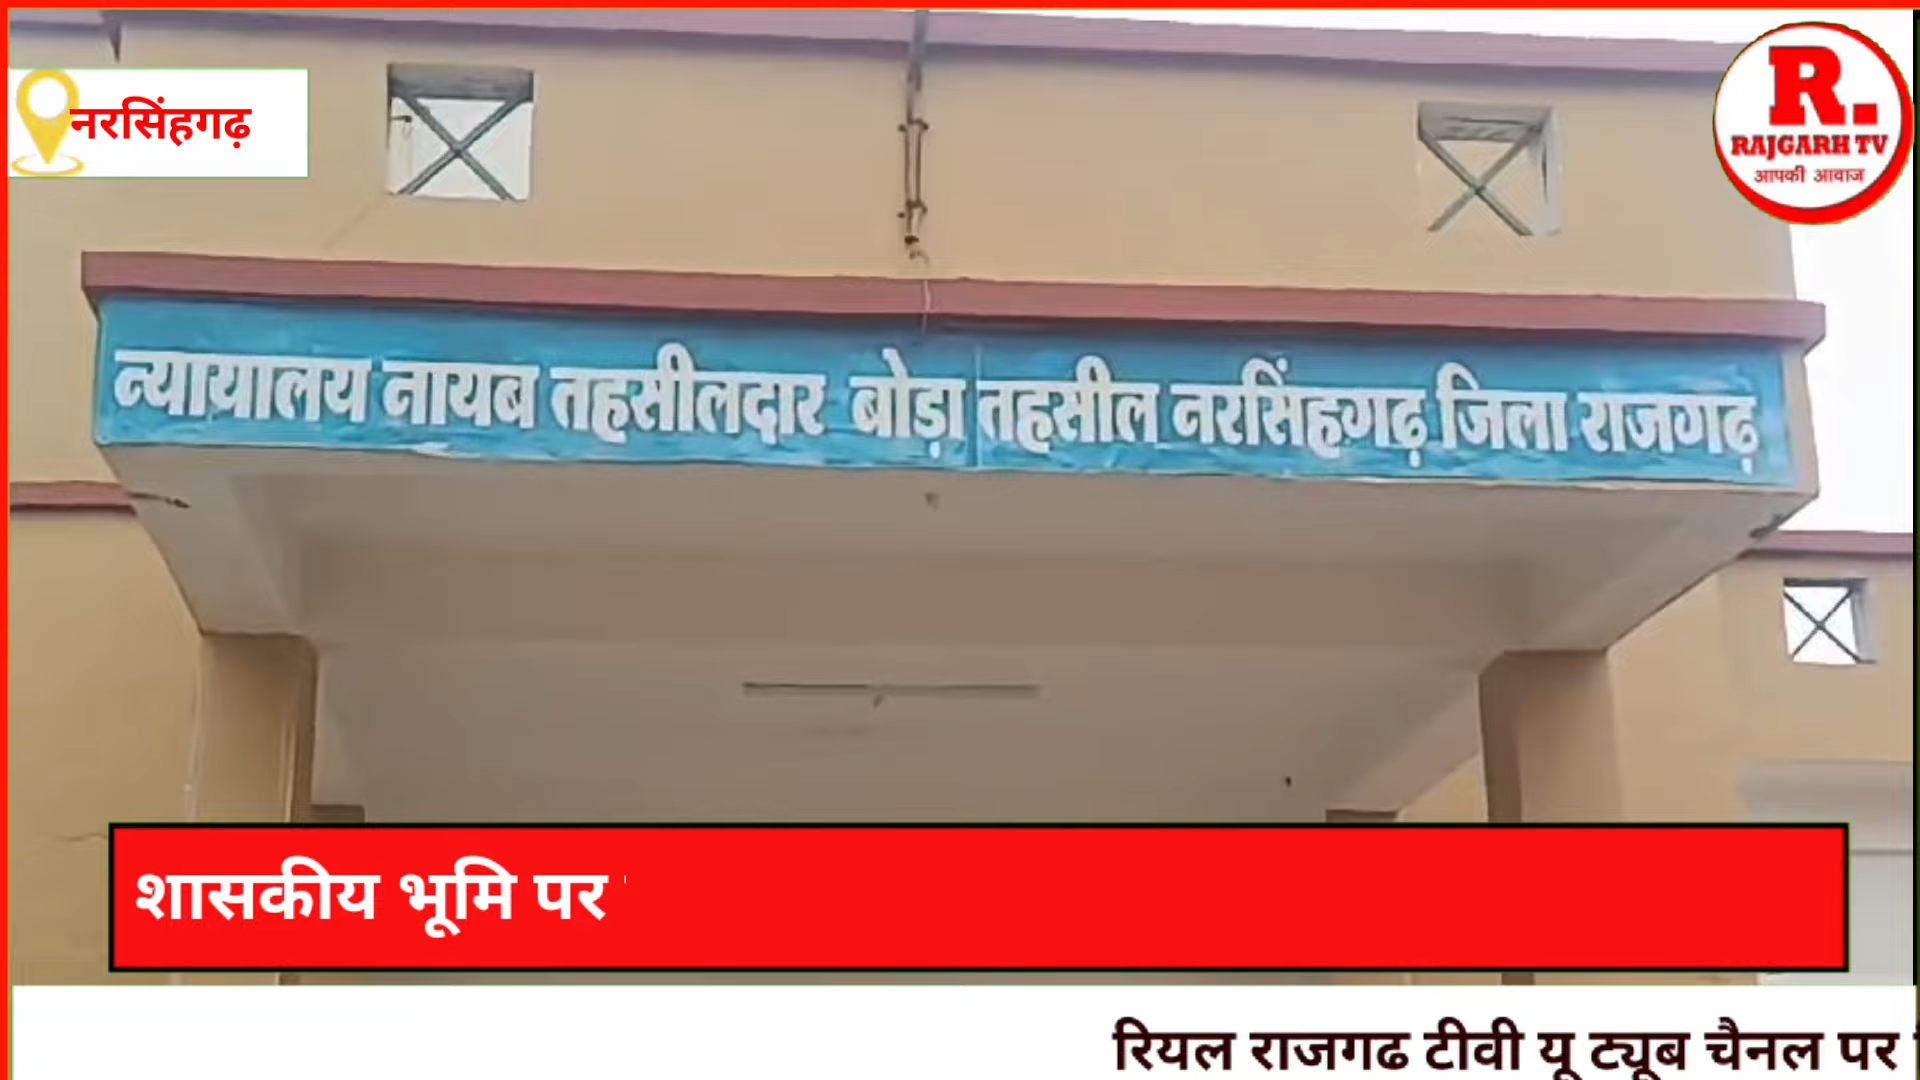 नरसिंहगढ़
R.
RAJGARH TV
आपकी आवाज
न्यायालय नायब तहसीलदार बोड़ा तहसील नरसिंहगढ़ जिला राजगढ़
शासकीय भूमि पर
रियल राजगढ टीवी यू ट्यूब चैनल पर